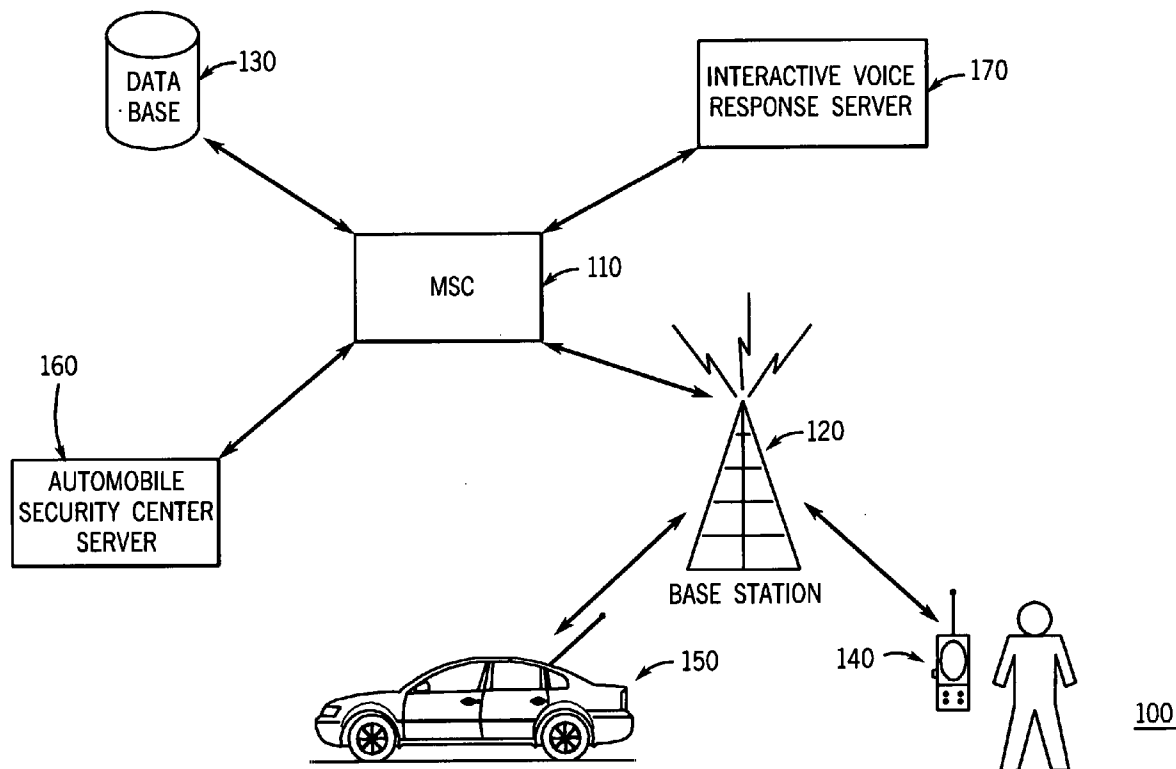 DATA
BASE
130
INTERACTIVE VOICE
RESPONSE SERVER
170
MSC
110
160
AUTOMOBILE
SECURITY CENTER
SERVER
120
BASE STATION
150
140
100